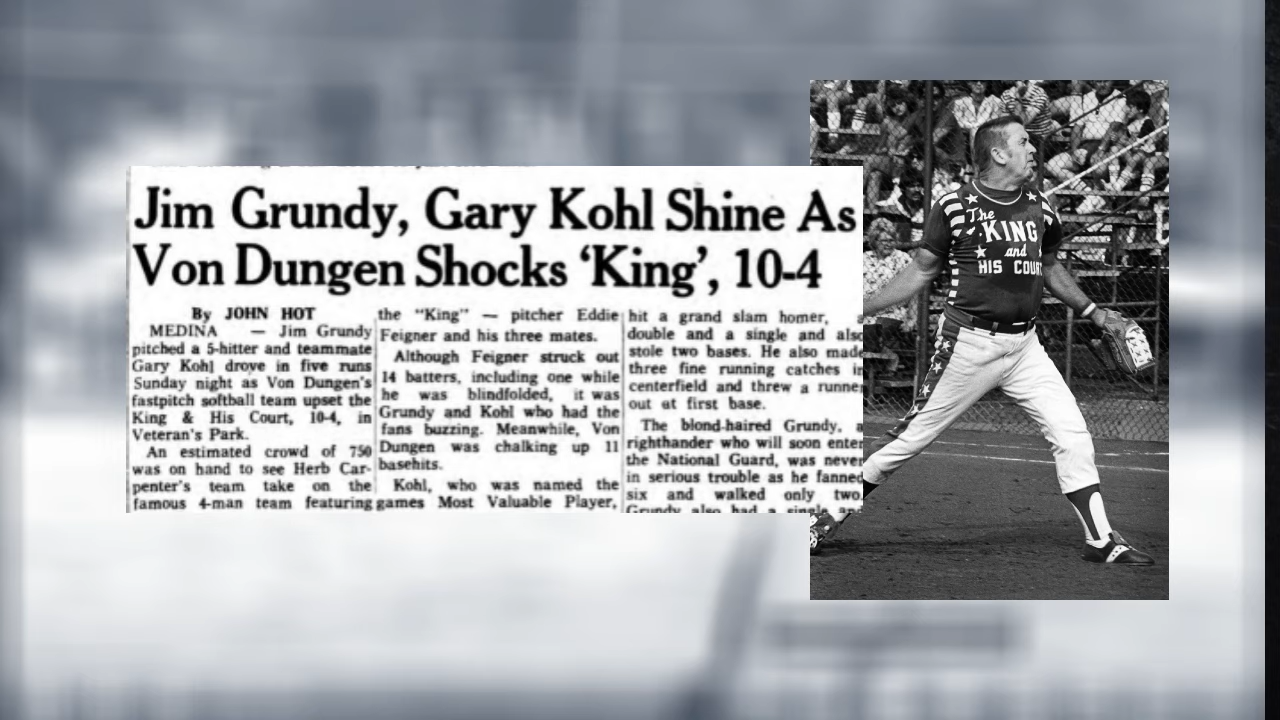 Jim Grundy, Gary Kohl Shine As
Von Dungen Shocks ‘King’, 10-4
By JOHN HOT
MEDINA — Jim Grundy
pitched a 5-hitter and teammate
Gary Kohl drove in five runs
Sunday night as Von Dungen's
fastpitch softball team upset the
King & His Court, 10-4, in
Veteran's Park.
An estimated crowd of 750
was on hand to see Herb Car-
penter's team take on the
famous 4-man team featuring
the "King" — pitcher Eddie
Feigner and his three mates.
Although Feigner struck out
14 batters, including one while
he was blindfolded, it was
Grundy and Kohl who had the
fans buzzing. Meanwhile, Von
Dungen was chalking up 11
basehits.
Kohl, who was named the
games Most Valuable Player,
hit a grand slam homer,
double and a single and also
stole two bases. He also made
three fine running catches in
centerfield and threw a runner
out at first base.
The blond-haired Grundy, a
righthander who will soon enter
the National Guard, was never
in serious trouble as he fanned
six and walked only two.
Grundy also had a single and
The
KING
and
HIS COURT